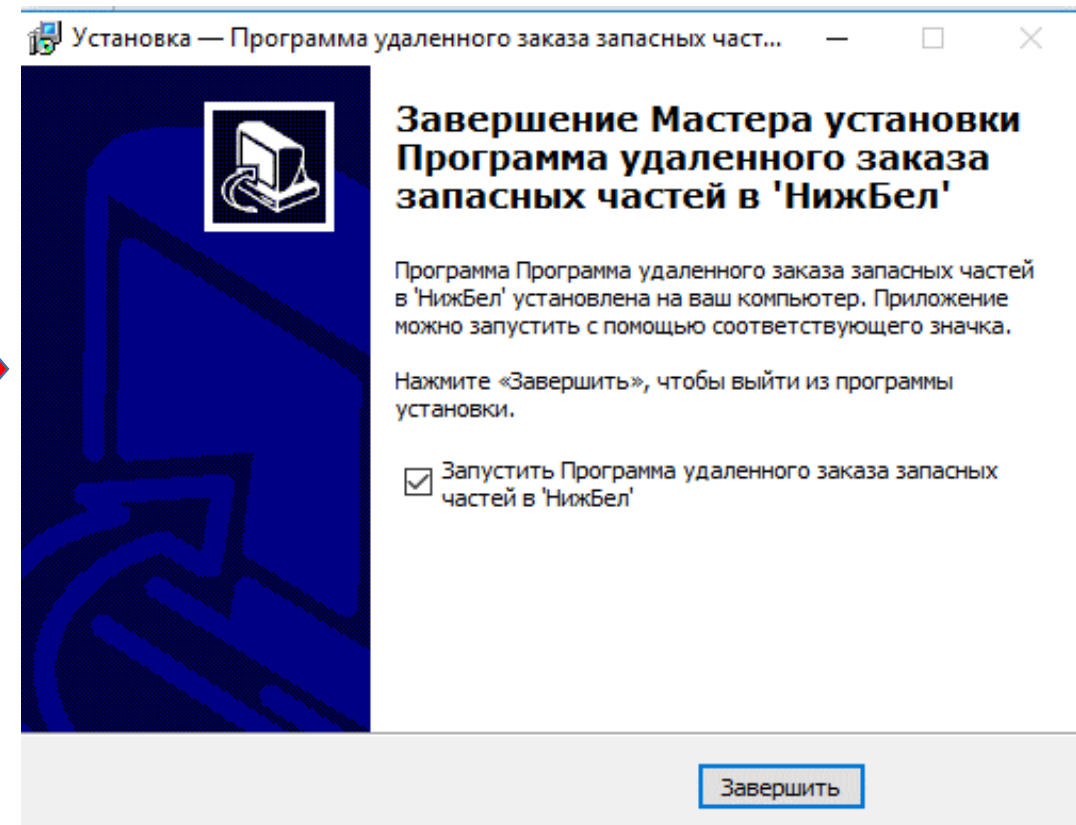 Установка — Программа удаленного заказа запасных част...
Завершение Мастера установки
Программа удаленного заказа
запасных частей в 'НижБел'
Программа Программа удаленного заказа запасных частей
в 'НижБел' установлена на ваш компьютер. Приложение
можно запустить с помощью соответствующего значка.
Нажмите «Завершить», чтобы выйти из программы
установки.
Запустить Программа удаленного заказа запасных
частей в 'НижБел'
Завершить